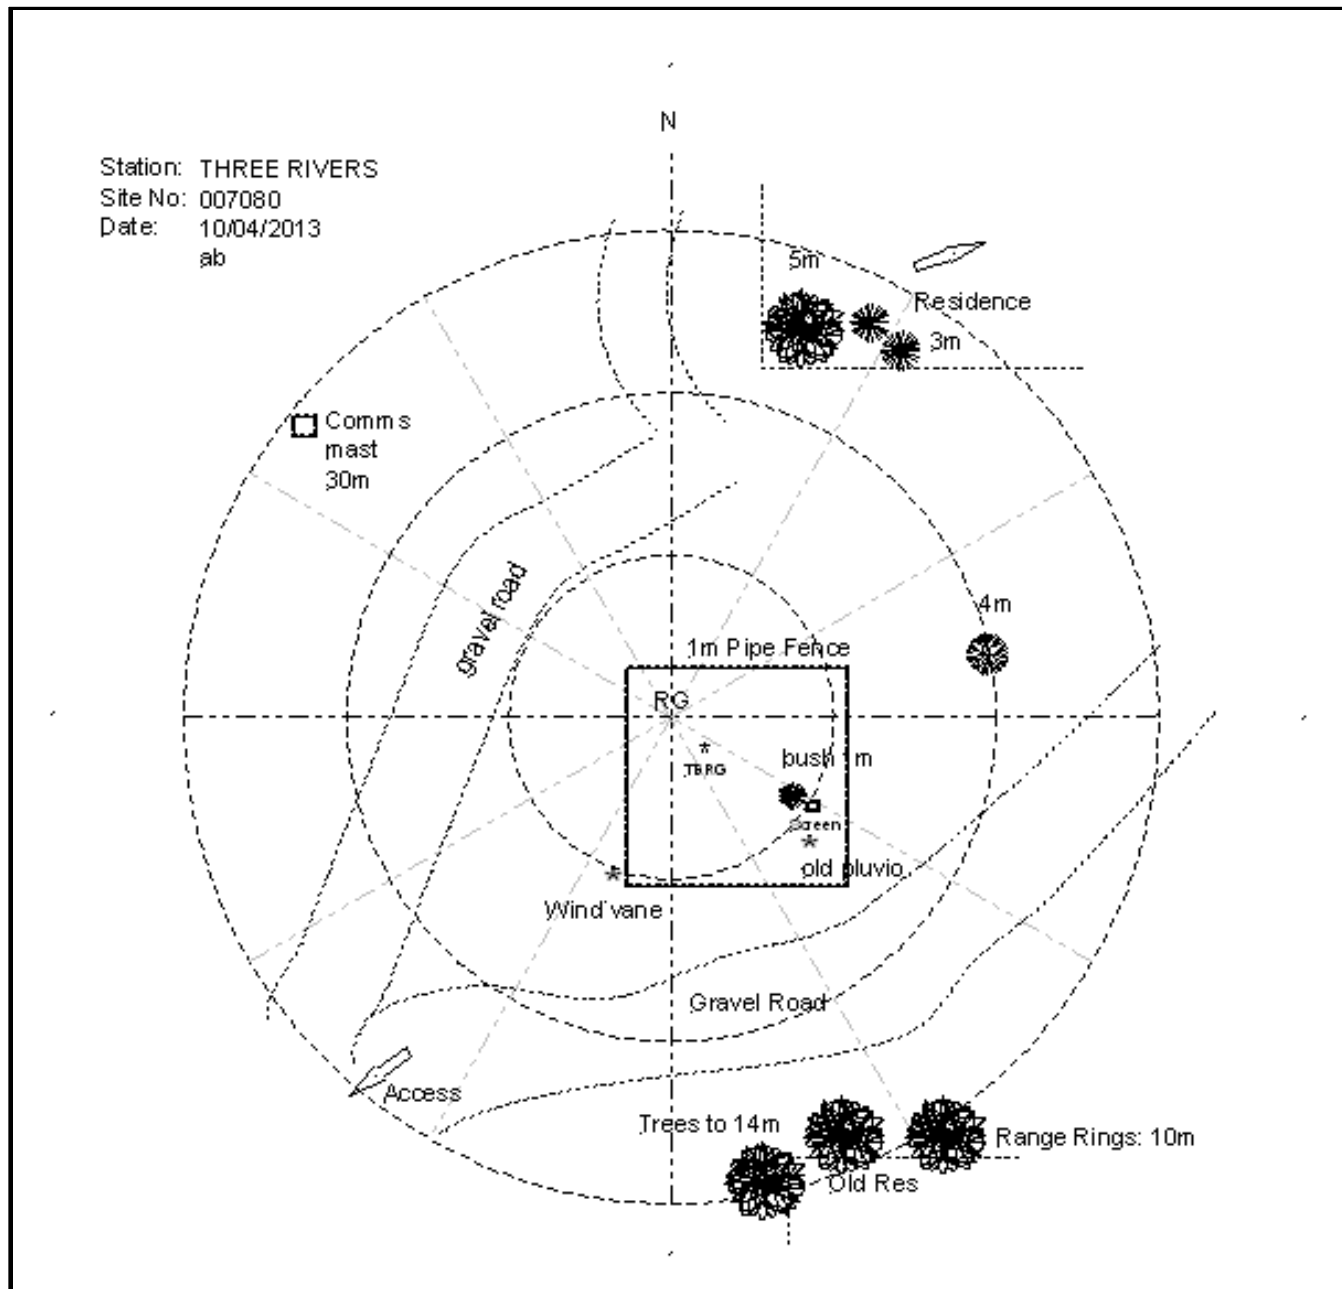 N
Station: THREE RIVERS
Site No: 007080
Date: 10/04/2013
ab
5m
Residence
3m
Comms
mast
30m
gravel road
4m
1m Pipe Fence
RG
TBRG
bush 1m
Screen
old pluvio
Wind vane
Gravel Road
Access
Trees to 14m
Range Rings: 10m
Old Res